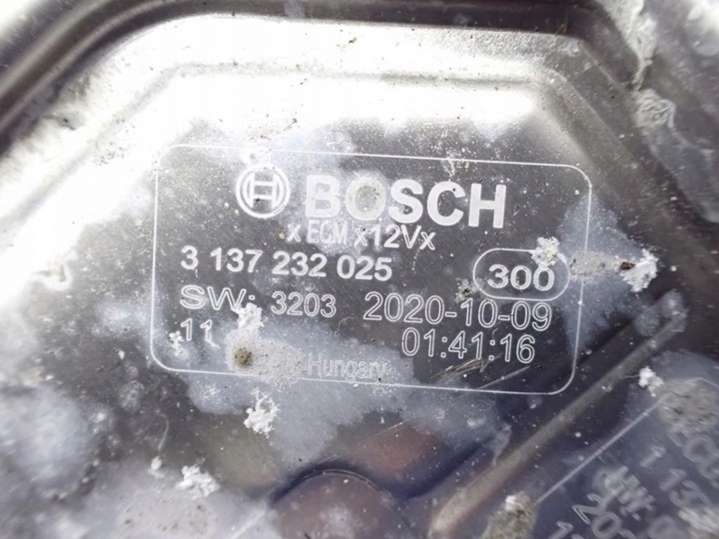 BOSCH
x ECM x12Vx
3 137 232 025
300
SW: 3203 2020-10-09
11 01:41:16
Hungary